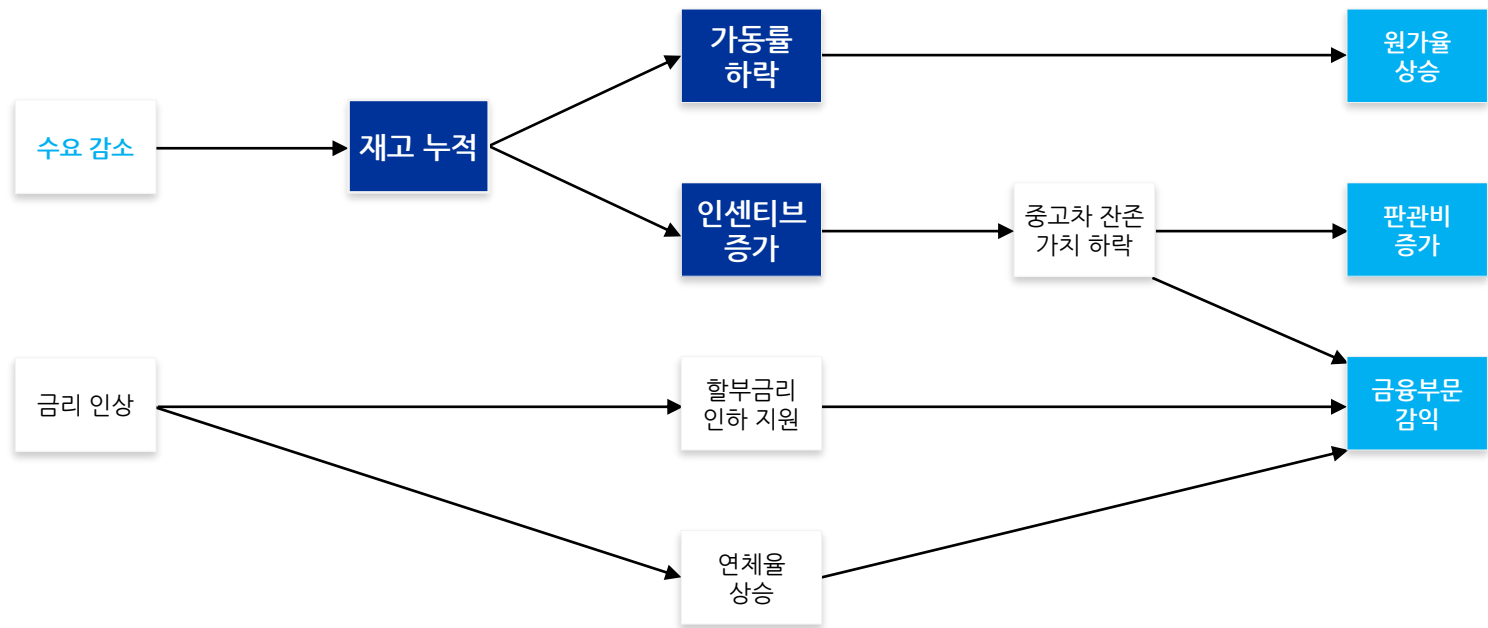 가동률
하락
원가율
상승
수요 감소
재고 누적
인센티브
증가
중고차 잔존
가치 하락
판관비
증가
금리 인상
할부금리
인하 지원
금융부문
감익
연체율
상승